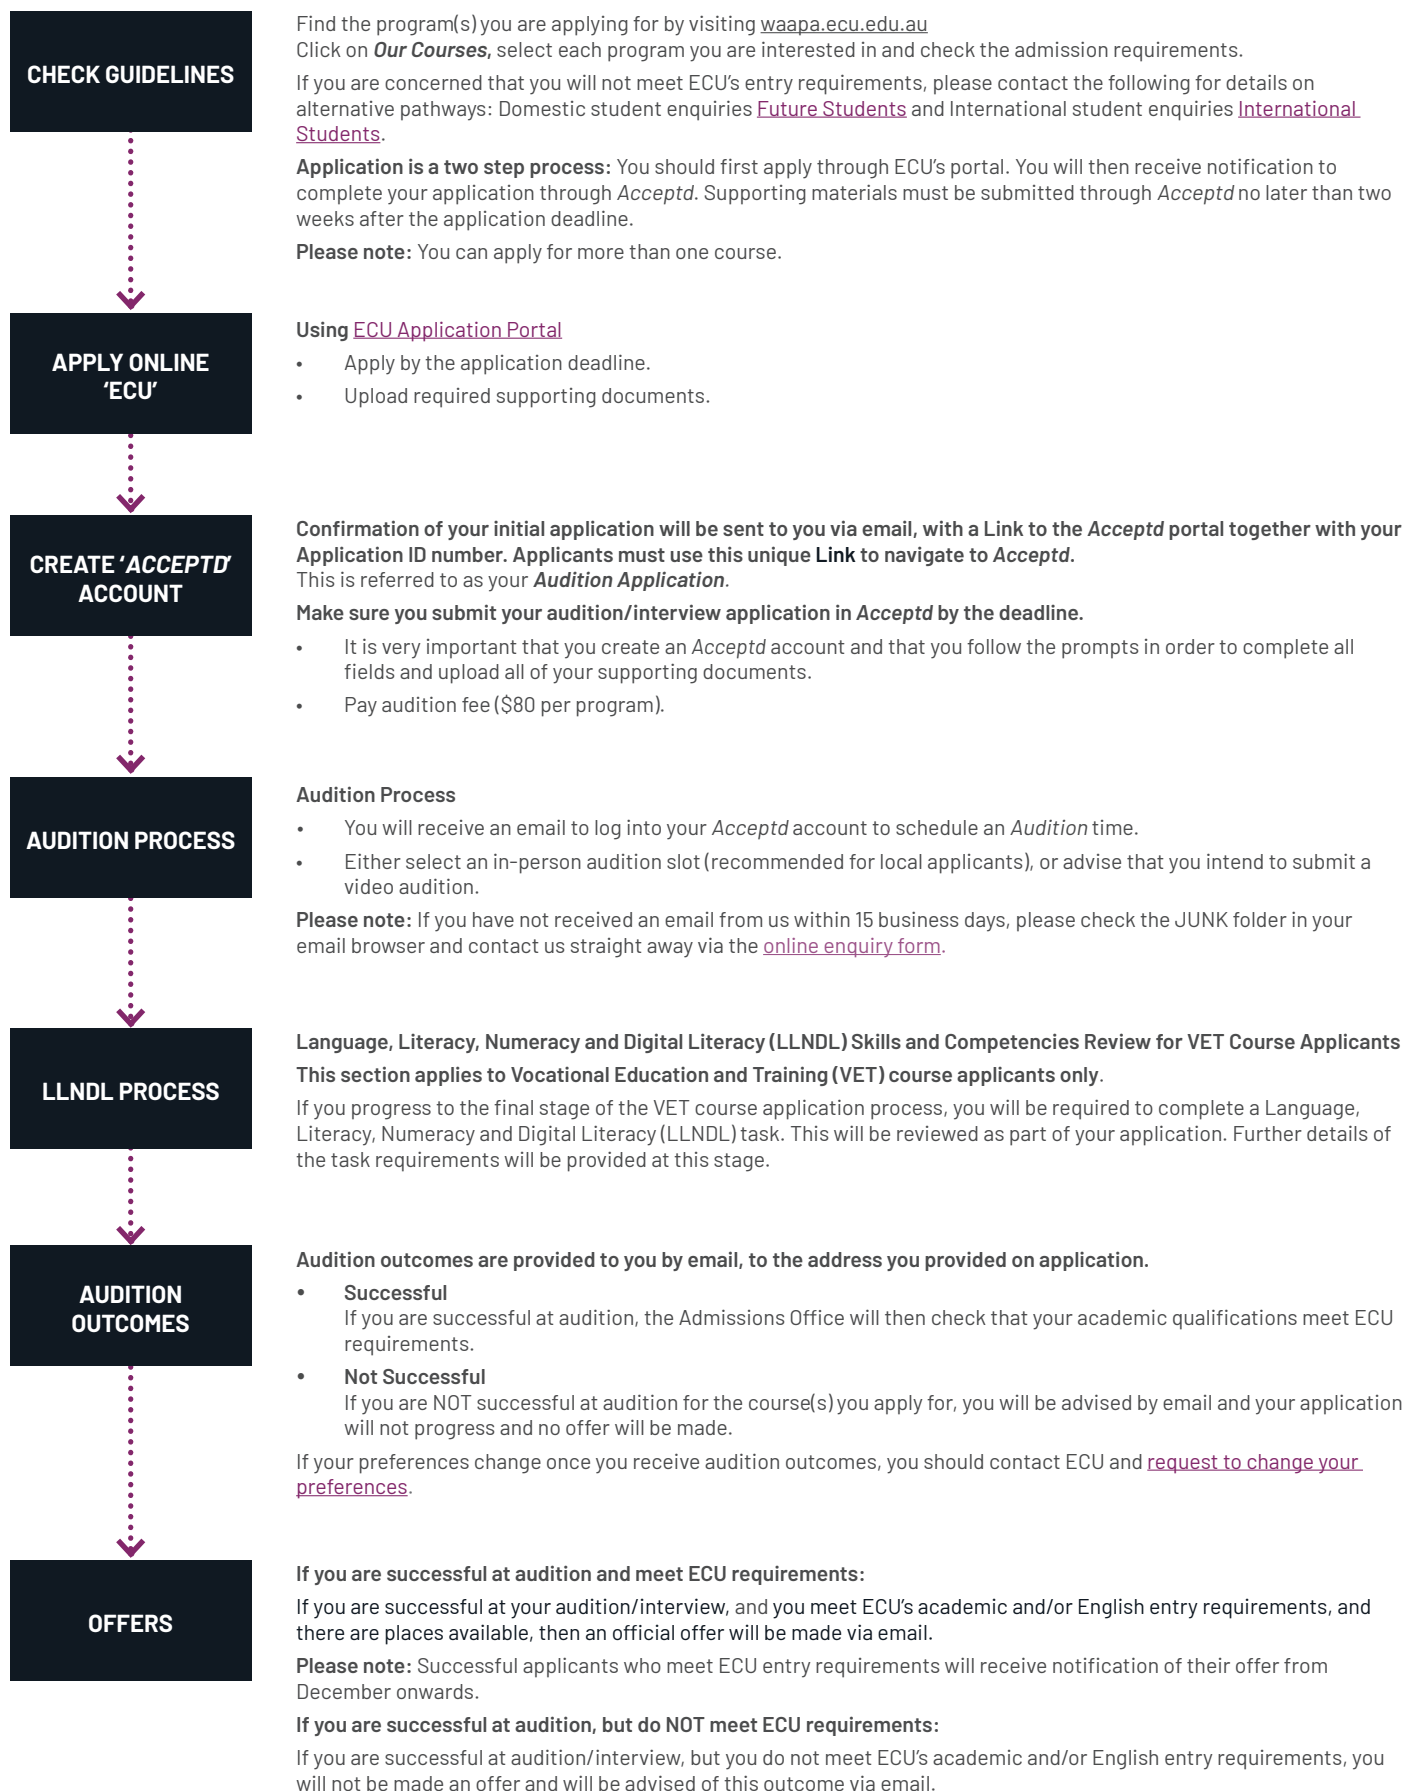 CHECK GUIDELINES
Find the program(s) you are applying for by visiting waapa.ecu.edu.au
Click on Our Courses, select each program you are interested in and check the admission requirements.
If you are concerned that you will not meet ECU's entry requirements, please contact the following for details on
alternative pathways: Domestic student enquiries Future Students and International student enquiries International
Students.
Application is a two step process: You should first apply through ECU's portal. You will then receive notification to
complete your application through Acceptd. Supporting materials must be submitted through Acceptd no later than two
weeks after the application deadline.
Please note: You can apply for more than one course.
APPLY ONLINE
‘ECU’
Using ECU Application Portal
• Apply by the application deadline.
• Upload required supporting documents.
CREATE ‘ACCEPTD’
ACCOUNT
Confirmation of your initial application will be sent to you via email, with a Link to the Acceptd portal together with your
Application ID number. Applicants must use this unique Link to navigate to Acceptd.
This is referred to as your Audition Application.
Make sure you submit your audition/interview application in Acceptd by the deadline.
• It is very important that you create an Acceptd account and that you follow the prompts in order to complete all
fields and upload all of your supporting documents.
• Pay audition fee ($80 per program).
AUDITION PROCESS
Audition Process
• You will receive an email to log into your Acceptd account to schedule an Audition time.
• Either select an in-person audition slot (recommended for local applicants), or advise that you intend to submit a
video audition.
Please note: If you have not received an email from us within 15 business days, please check the JUNK folder in your
email browser and contact us straight away via the online enquiry form.
LLNDL PROCESS
Language, Literacy, Numeracy and Digital Literacy (LLNDL) Skills and Competencies Review for VET Course Applicants
This section applies to Vocational Education and Training (VET) course applicants only.
If you progress to the final stage of the VET course application process, you will be required to complete a Language,
Literacy, Numeracy and Digital Literacy (LLNDL) task. This will be reviewed as part of your application. Further details of
the task requirements will be provided at this stage.
AUDITION
OUTCOMES
Audition outcomes are provided to you by email, to the address you provided on application.
• Successful
If you are successful at audition, the Admissions Office will then check that your academic qualifications meet ECU
requirements.
• Not Successful
If you are NOT successful at audition for the course(s) you apply for, you will be advised by email and your application
will not progress and no offer will be made.
If your preferences change once you receive audition outcomes, you should contact ECU and request to change your
preferences.
OFFERS
If you are successful at audition and meet ECU requirements:
If you are successful at your audition/interview, and you meet ECU's academic and/or English entry requirements, and
there are places available, then an official offer will be made via email.
Please note: Successful applicants who meet ECU entry requirements will receive notification of their offer from
December onwards.
If you are successful at audition, but do NOT meet ECU requirements:
If you are successful at audition/interview, but you do not meet ECU's academic and/or English entry requirements, you
will not be made an offer and will be advised of this outcome via email.